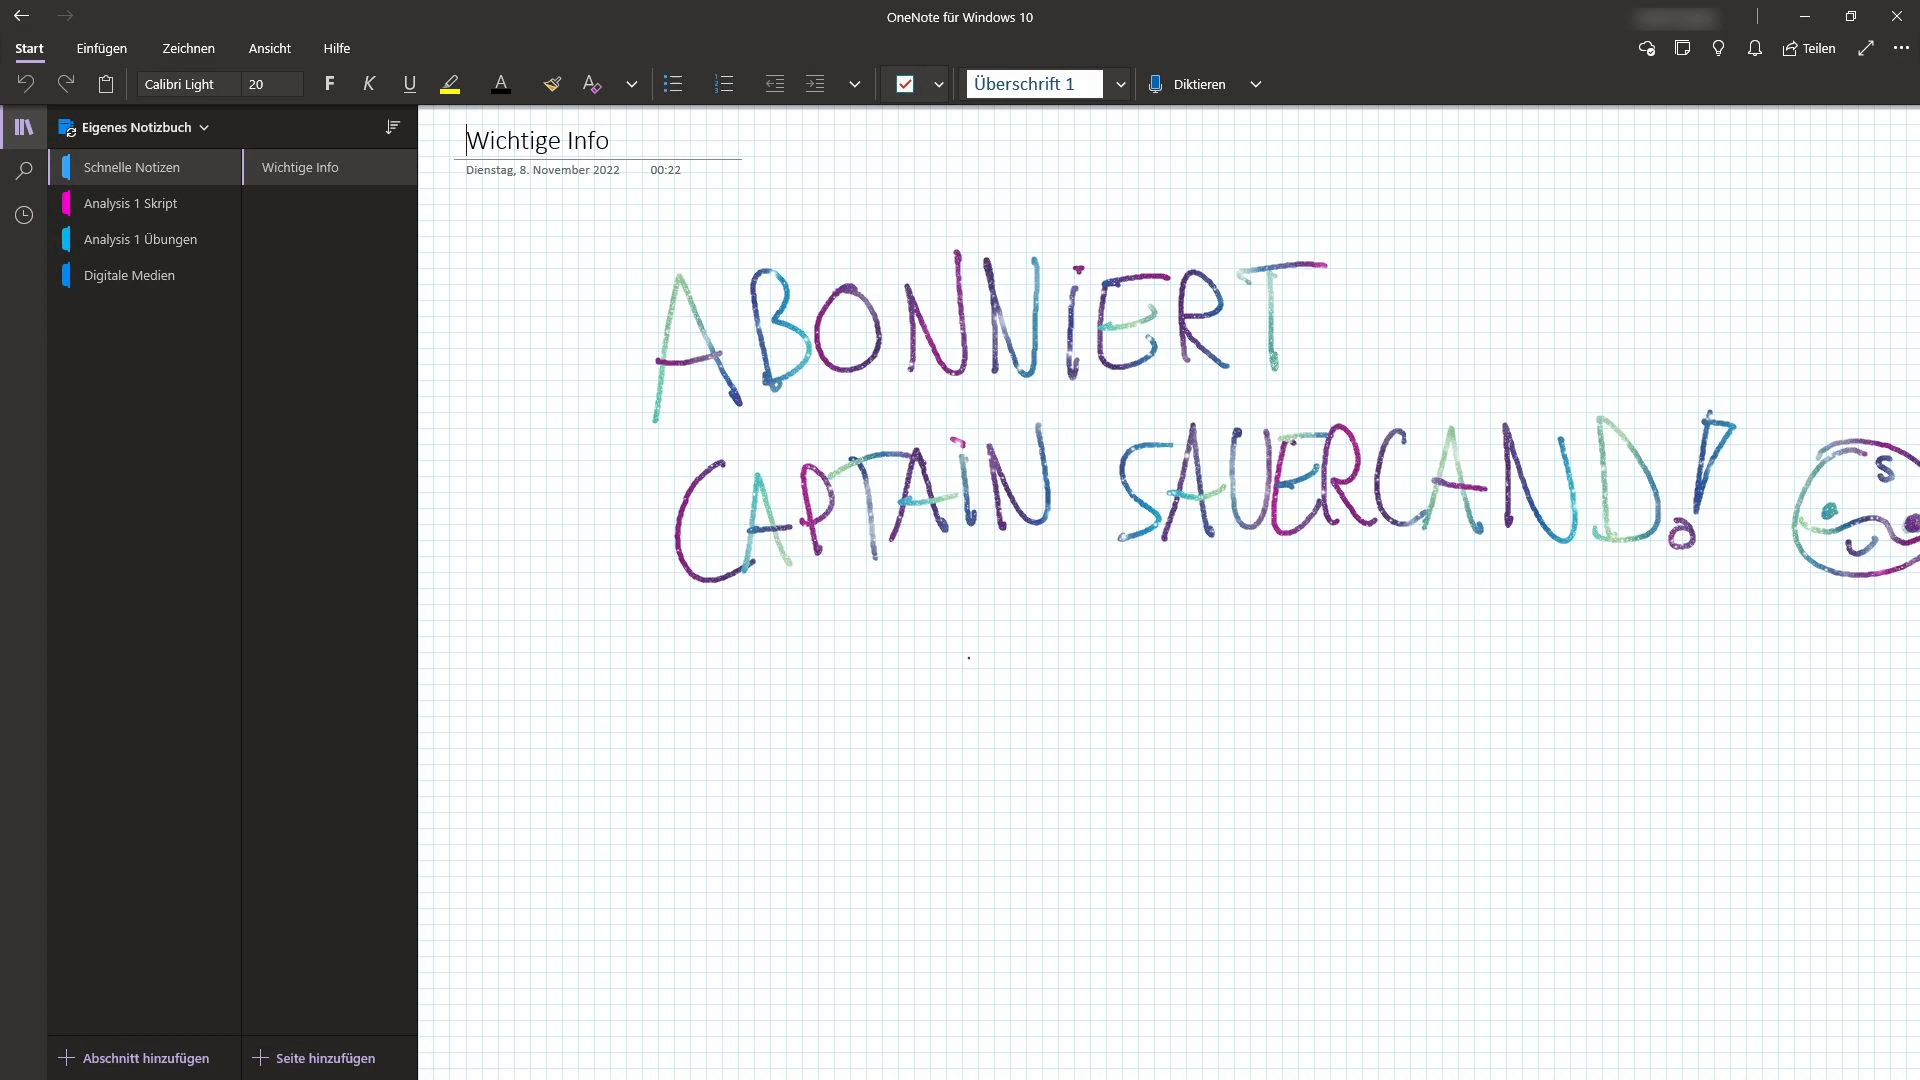 OneNote für Windows 10
Start Einfügen Zeichnen Ansicht Hilfe
Teilen
Calibri Light 20 F K U A A Überschrift 1 Diktieren
Eigenes Notizbuch
Schnelle Notizen
Analysis 1 Skript
Analysis 1 Übungen
Digitale Medien
Wichtige Info
Wichtige Info
Dienstag, 8. November 2022 00:22
ABONNiERT
CAPTAiN SAUERCAND!
S
Abschnitt hinzufügen
Seite hinzufügen